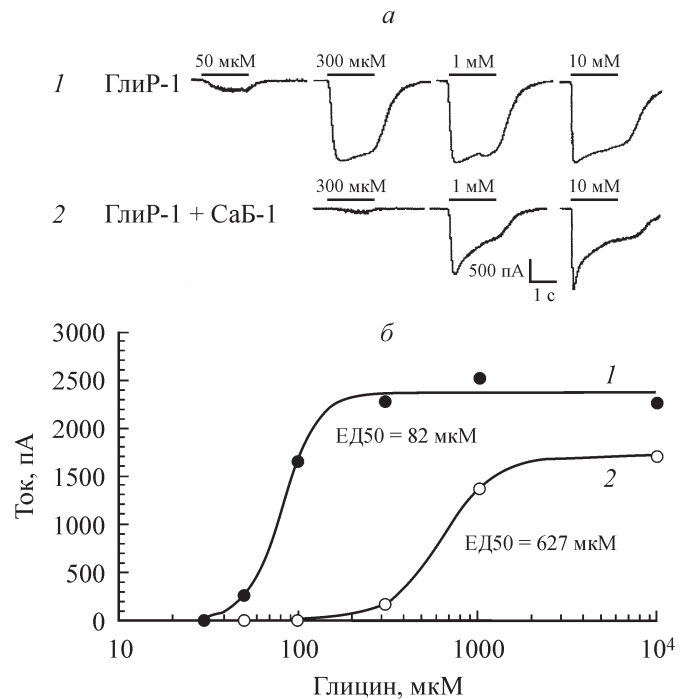 а
50 мкМ 300 мкМ 1 мМ 10 мМ
1 ГлиР-1
300 мкМ 1 мМ 10 мМ
2 ГлиР-1 + СаБ-1
500 пА
1 с
б
3000
2500
2000
1500
1000
500
0
Ток, пА
1
ЕД50 = 82 мкМ
2
ЕД50 = 627 мкМ
10 100 1000 10⁴
Глицин, мкМ